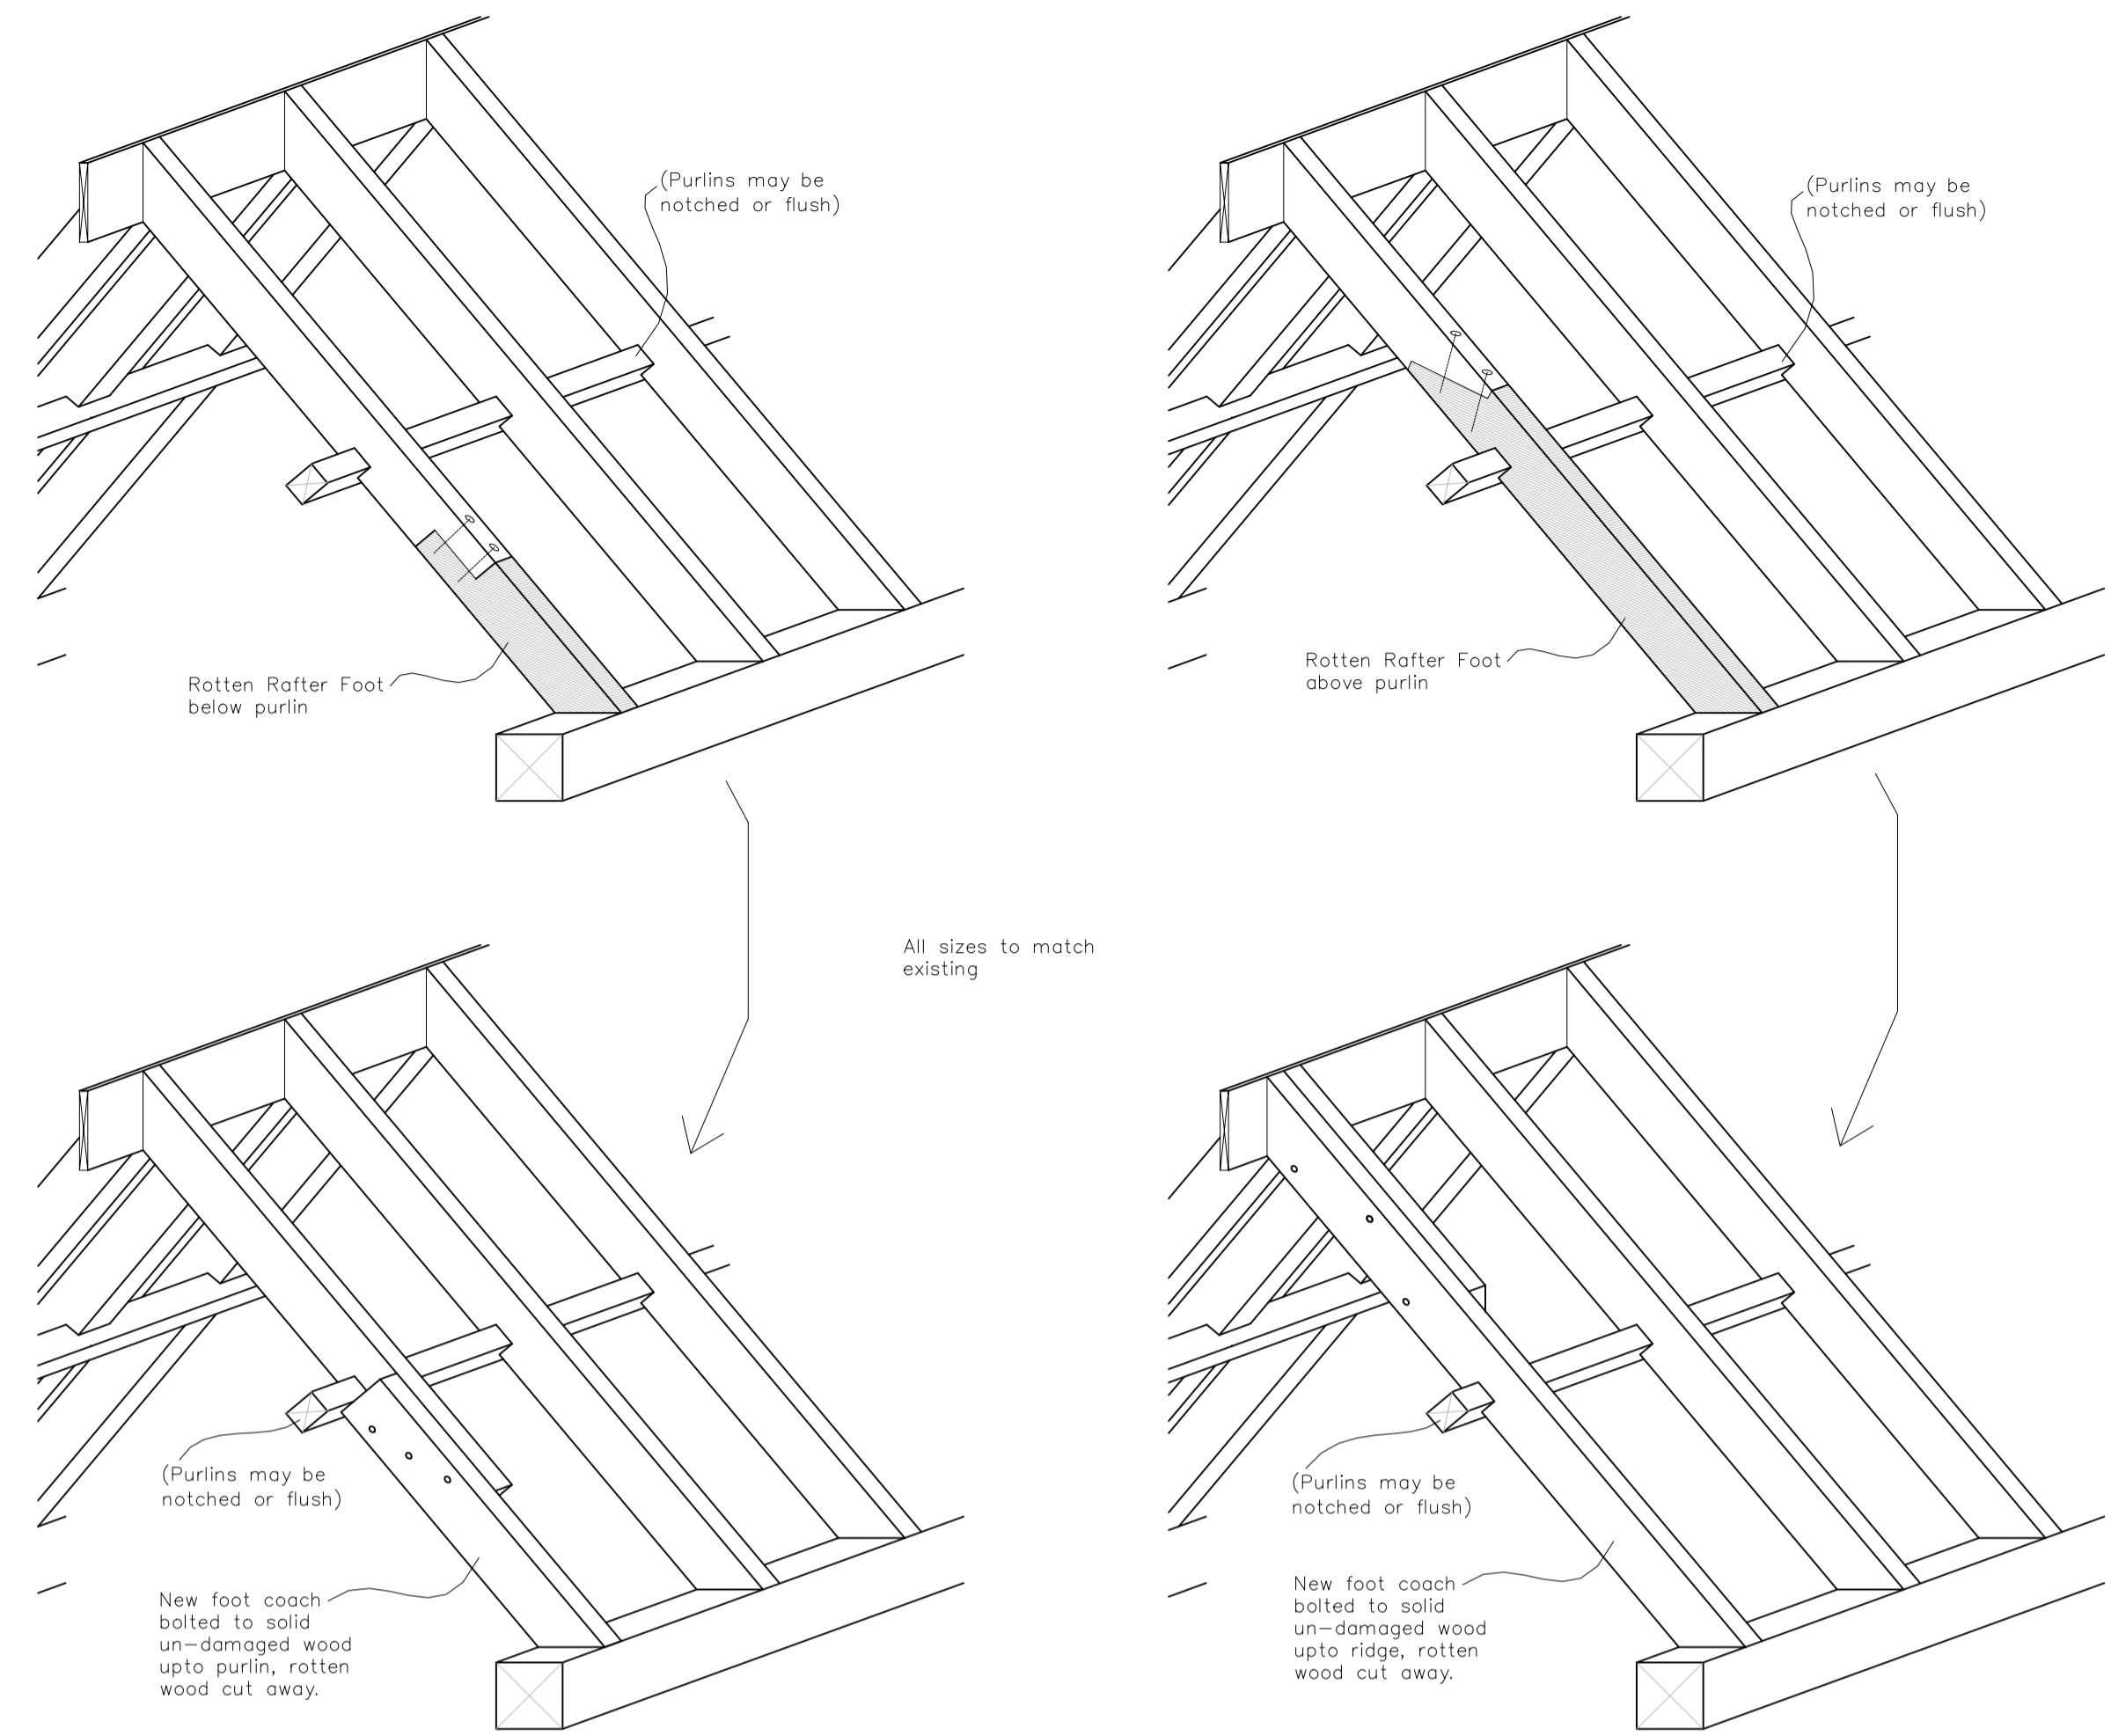 (Purlins may be
notched or flush)
(Purlins may be
notched or flush)
Rotten Rafter Foot
below purlin
Rotten Rafter Foot
above purlin
All sizes to match
existing
(Purlins may be
notched or flush)
New foot coach
bolted to solid
un-damaged wood
upto purlin, rotten
wood cut away.
(Purlins may be
notched or flush)
New foot coach
bolted to solid
un-damaged wood
upto ridge, rotten
wood cut away.